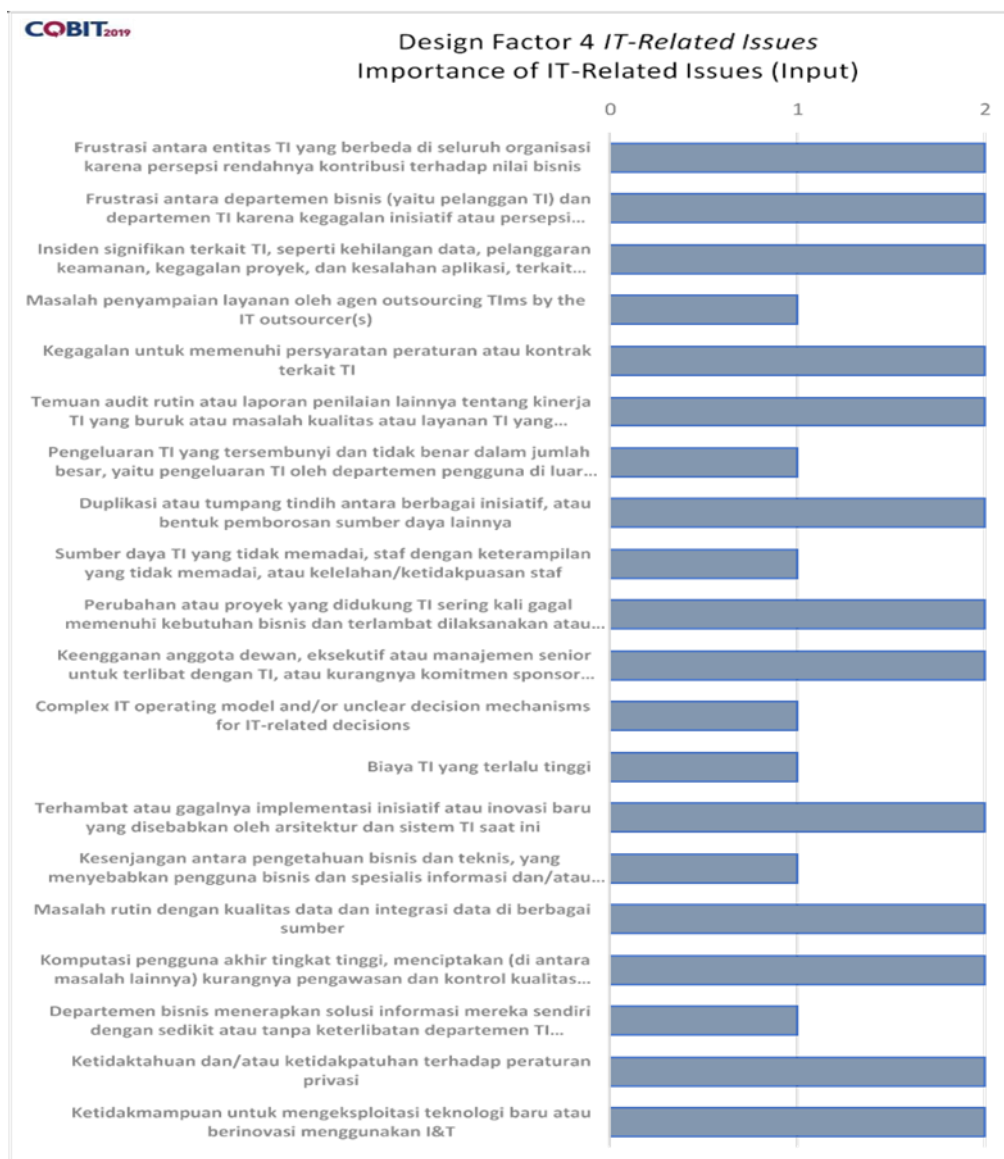 COBIT2019
Design Factor 4 IT-Related Issues
Importance of IT-Related Issues (Input)
0 1 2
Frustrasi antara entitas TI yang berbeda di seluruh organisasi
karena persepsi rendahnya kontribusi terhadap nilai bisnis
Frustrasi antara departemen bisnis (yaitu pelanggan TI) dan
departemen TI karena kegagalan inisiatif atau persepsi...
Insiden signifikan terkait TI, seperti kehilangan data, pelanggaran
keamanan, kegagalan proyek, dan kesalahan aplikasi, terkait...
Masalah penyampaian layanan oleh agen outsourcing TIms by the
IT outsourcer(s)
Kegagalan untuk memenuhi persyaratan peraturan atau kontrak
terkait TI
Temuan audit rutin atau laporan penilaian lainnya tentang kinerja
TI yang buruk atau masalah kualitas atau layanan TI yang...
Pengeluaran TI yang tersembunyi dan tidak benar dalam jumlah
besar, yaitu pengeluaran TI oleh departemen pengguna di luar...
Duplikasi atau tumpang tindih antara berbagai inisiatif, atau
bentuk pemborosan sumber daya lainnya
Sumber daya TI yang tidak memadai, staf dengan keterampilan
yang tidak memadai, atau kelelahan/ketidakpuasan staf
Perubahan atau proyek yang didukung TI sering kali gagal
memenuhi kebutuhan bisnis dan terlambat dilaksanakan atau...
Keengganan anggota dewan, eksekutif atau manajemen senior
untuk terlibat dengan TI, atau kurangnya komitmen sponsor...
Complex IT operating model and/or unclear decision mechanisms
for IT-related decisions
Biaya TI yang terlalu tinggi
Terhambat atau gagalnya implementasi inisiatif atau inovasi baru
yang disebabkan oleh arsitektur dan sistem TI saat ini
Kesenjangan antara pengetahuan bisnis dan teknis, yang
menyebabkan pengguna bisnis dan spesialis informasi dan/atau...
Masalah rutin dengan kualitas data dan integrasi data di berbagai
sumber
Komputasi pengguna akhir tingkat tinggi, menciptakan (di antara
masalah lainnya) kurangnya pengawasan dan kontrol kualitas...
Departemen bisnis menerapkan solusi informasi mereka sendiri
dengan sedikit atau tanpa keterlibatan departemen TI...
Ketidaktahuan dan/atau ketidakpatuhan terhadap peraturan
privasi
Ketidakmampuan untuk mengeksploitasi teknologi baru atau
berinovasi menggunakan I&T